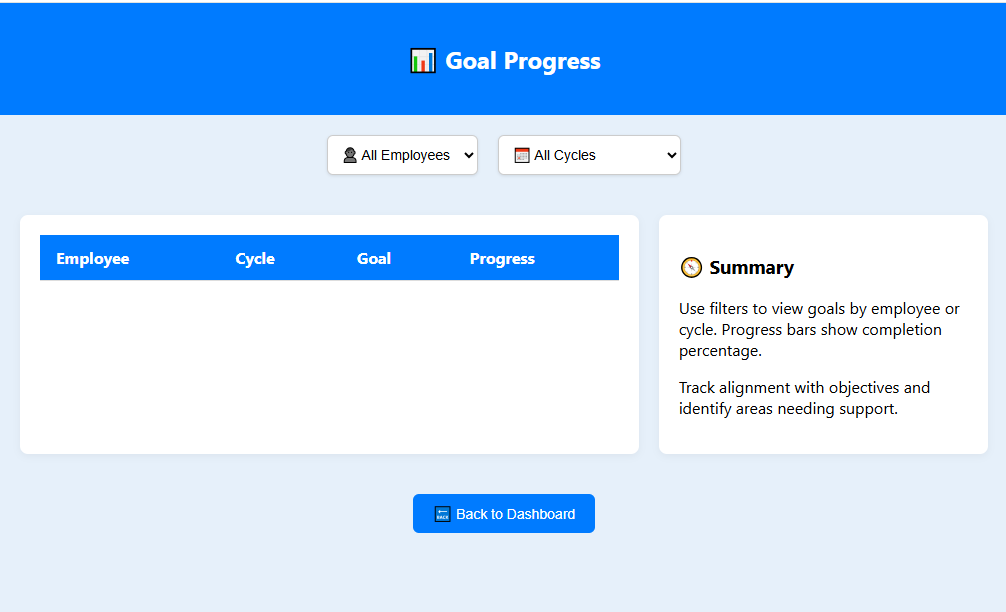 📊 Goal Progress
👤 All Employees
📅 All Cycles
Employee Cycle Goal Progress
🧭 Summary
Use filters to view goals by employee or
cycle. Progress bars show completion
percentage.
Track alignment with objectives and
identify areas needing support.
🔙 Back to Dashboard